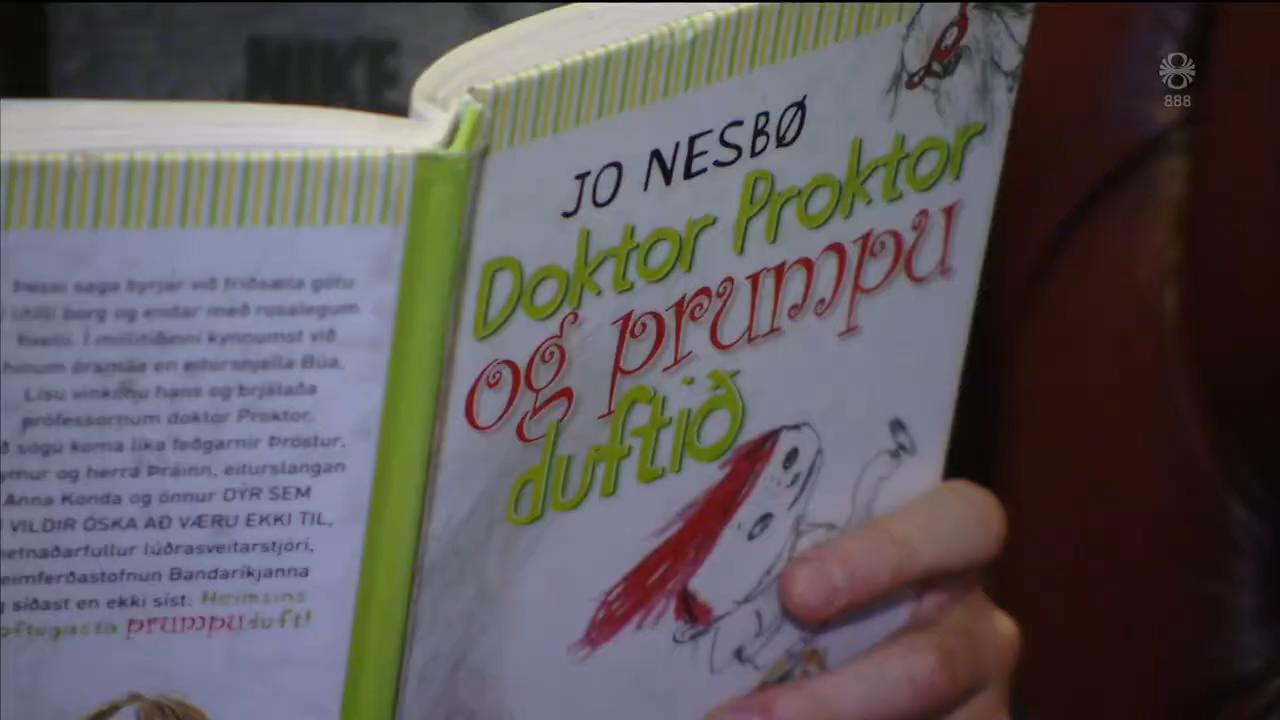 NIKE
888
JO NESBØ
Doktor Proktor
og prumpu
duftið
Þessi saga byrjar við friðsæla götu
í lítilli borg og endar með rosalegum
hvelli. Í millitíðinni kynnumst við
hinum örsmáa en eitursnjalla Búa,
Lísu vinkonu hans og brjálaða
prófessornum doktor Proktor.
sögu koma líka feðgarnir Þröstur,
og herra Þráinn, eiturslangan
Anna Konda og önnur DÝR SEM
VILDIR ÓSKA AÐ VÆRU EKKI TIL,
lúðrasveitarstjóri,
Bandaríkjanna
síðast en ekki síst: Heimsins
prumpuduft!